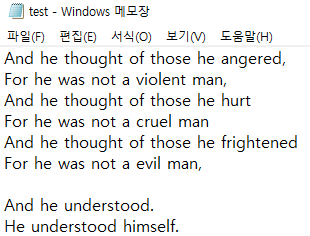 test - Windows 메모장
파일(F) 편집(E) 서식(O) 보기(V) 도움말(H)
And he thought of those he angered,
For he was not a violent man,
And he thought of those he hurt
For he was not a cruel man
And he thought of those he frightened
For he was not a evil man,
And he understood.
He understood himself.